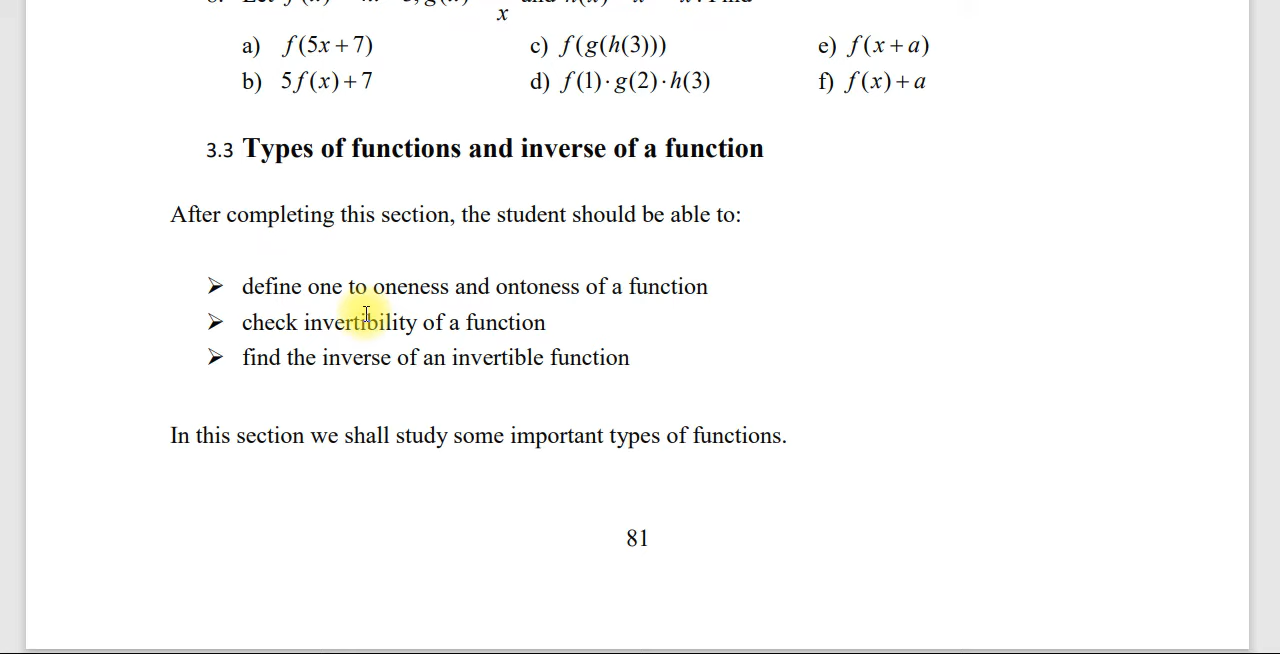 x
a) f(5x+7) c) f(g(h(3))) e) f(x+a)
b) 5f(x)+7 d) f(1)·g(2)·h(3) f) f(x)+a
3.3 Types of functions and inverse of a function
After completing this section, the student should be able to:
➢ define one to oneness and ontoness of a function
➢ check invertibility of a function
➢ find the inverse of an invertible function
In this section we shall study some important types of functions.
81